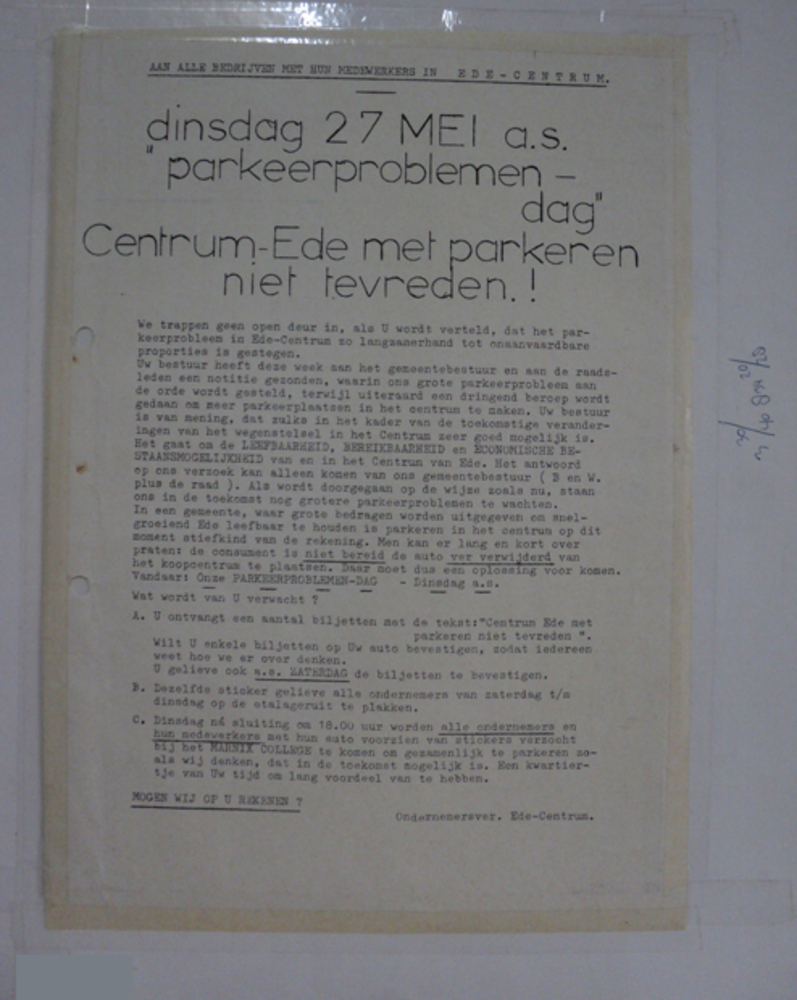 AAN ALLE BEDRIJVEN MET HUN MEDEWERKERS IN EDE-CENTRUM.
dinsdag 27 MEI a.s.
"parkeerproblemen –
dag"
Centrum-Ede met parkeren
niet tevreden.!
We trappen geen open deur in, als U wordt verteld, dat het par-
keerprobleem in Ede-Centrum zo langzamerhand tot onaanvaardbare
proporties is gestegen.
Uw bestuur heeft deze week aan het gemeentebestuur en aan de raads-
leden een notitie gezonden, waarin ons grote parkeerprobleem aan
de orde wordt gesteld, terwijl uiteraard een dringend beroep wordt
gedaan om meer parkeerplaatsen in het centrum te maken. Uw bestuur
is van mening, dat zulks in het kader van de toekomstige verander-
ingen van het wegenstelsel in het Centrum zeer goed mogelijk is.
Het gaat om de LEEFBAARHEID, BEREIKBAARHEID en ECONOMISCHE BE-
STAANSMOGELIJKHEID van en in het Centrum van Ede. Het antwoord
op ons verzoek kan alleen komen van ons gemeentebestuur ( B en W.
plus de raad ). Als wordt doorgegaan op de wijze zoals nu, staan
ons in de toekomst nog grotere parkeerproblemen te wachten.
In een gemeente, waar grote bedragen worden uitgegeven om snel-
groeiend Ede leefbaar te houden is parkeren in het centrum op dit
moment stiefkind van de rekening. Men kan er lang en kort over
praten: de consument is niet bereid de auto ver verwijderd van
het koopcentrum te plaatsen. Daar moet dus een oplossing voor komen.
Vandaar: Onze PARKEERPROBLEMEN-DAG - Dinsdag a.s.
Wat wordt van U verwacht ?
A. U ontvangt een aantal biljetten met de tekst:"Centrum Ede met
parkeren niet tevreden ".
Wilt U enkele biljetten op Uw auto bevestigen, zodat iedereen
weet hoe we er over denken.
U gelieve ook a.s. ZATERDAG de biljetten te bevestigen.
B. Dezelfde sticker gelieve alle ondernemers van zaterdag t/m
dinsdag op de etalageruit te plakken.
C. Dinsdag ná sluiting om 18.00 uur worden alle ondernemers en
hun medewerkers met hun auto voorzien van stickers verzocht
bij het MARNIX COLLEGE te komen om gezamenlijk te parkeren zo-
als wij denken, dat in de toekomst mogelijk is. Een kwartier-
tje van Uw tijd om lang voordeel van te hebben.
MOGEN WIJ OP U REKENEN ?
Ondernemersver. Ede-Centrum.